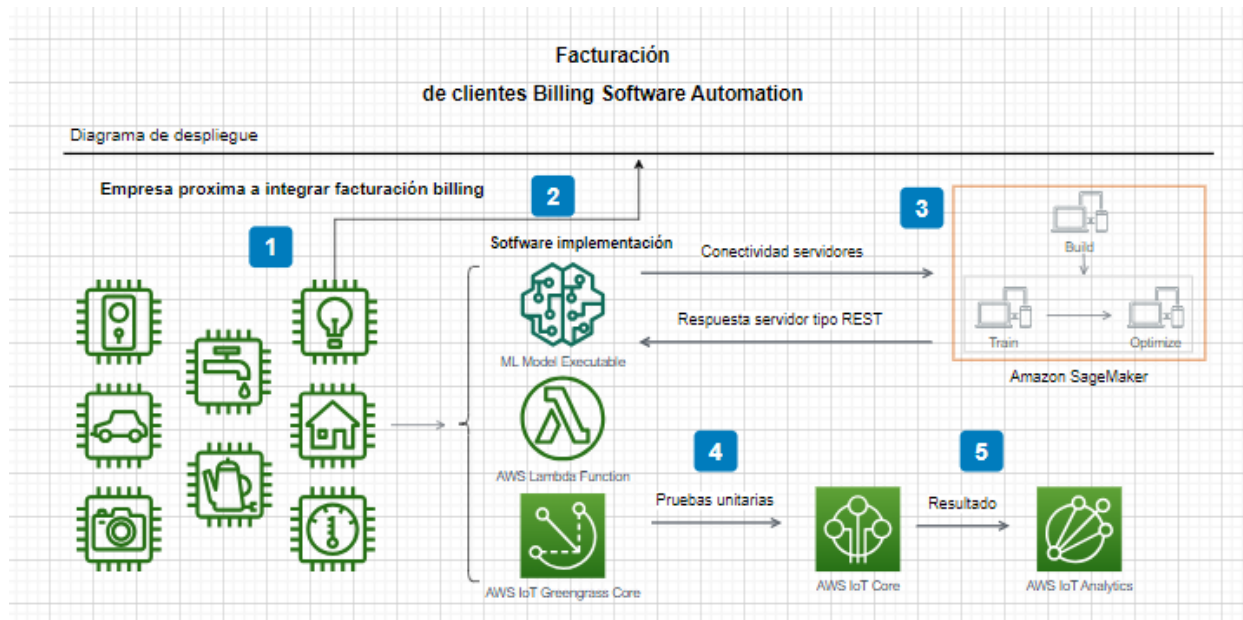 Facturación
de clientes Billing Software Automation
Diagrama de despliegue
Empresa proxima a integrar facturación billing
1
2
3
Sotfware implementación
Conectividad servidores
Build
Respuesta servidor tipo REST
Train
Optimize
ML Model Executable
Amazon SageMaker
AWS Lambda Function
4
5
Pruebas unitarias
Resultado
AWS IoT Greengrass Core
AWS IoT Core
AWS IoT Analytics